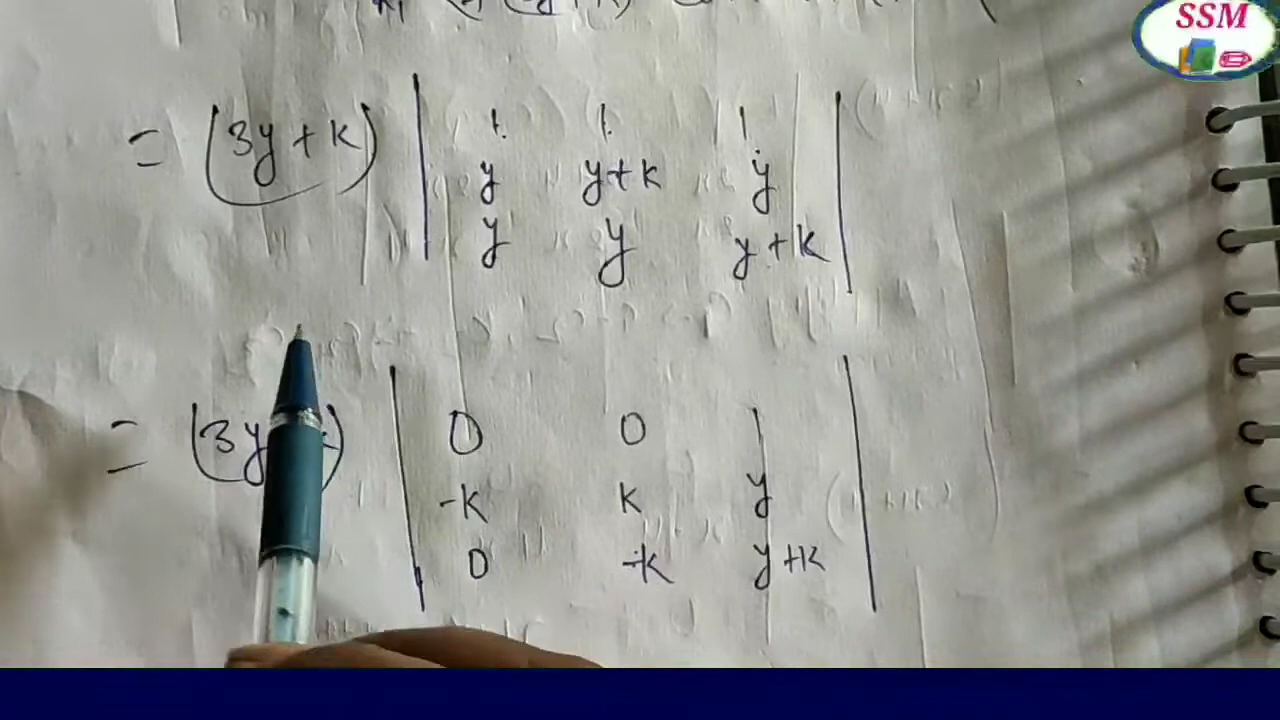 SSM
= (3y+k) | 1. 1. 1 |
y y+k y
y y y+k
= (3y | 0 0 1 |
-k k y
0 -k y+k